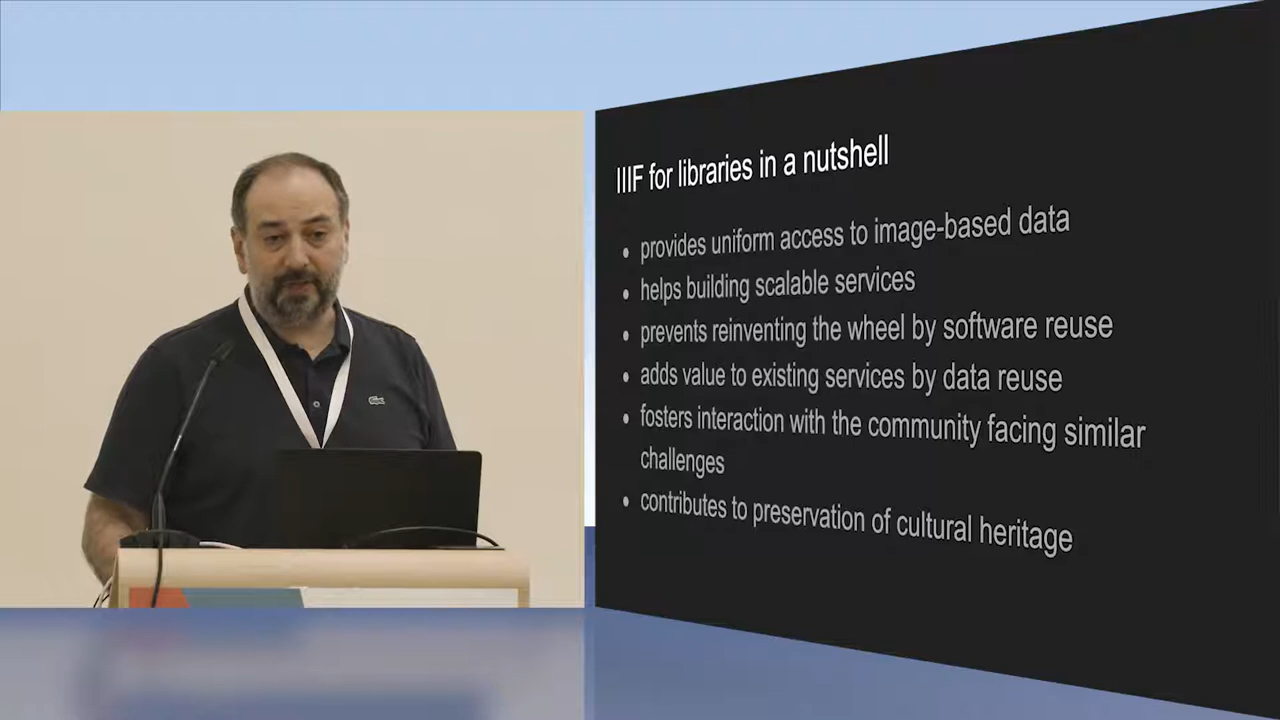 IIIF for libraries in a nutshell
• provides uniform access to image-based data
• helps building scalable services
• prevents reinventing the wheel by software reuse
• adds value to existing services by data reuse
• fosters interaction with the community facing similar
challenges
• contributes to preservation of cultural heritage